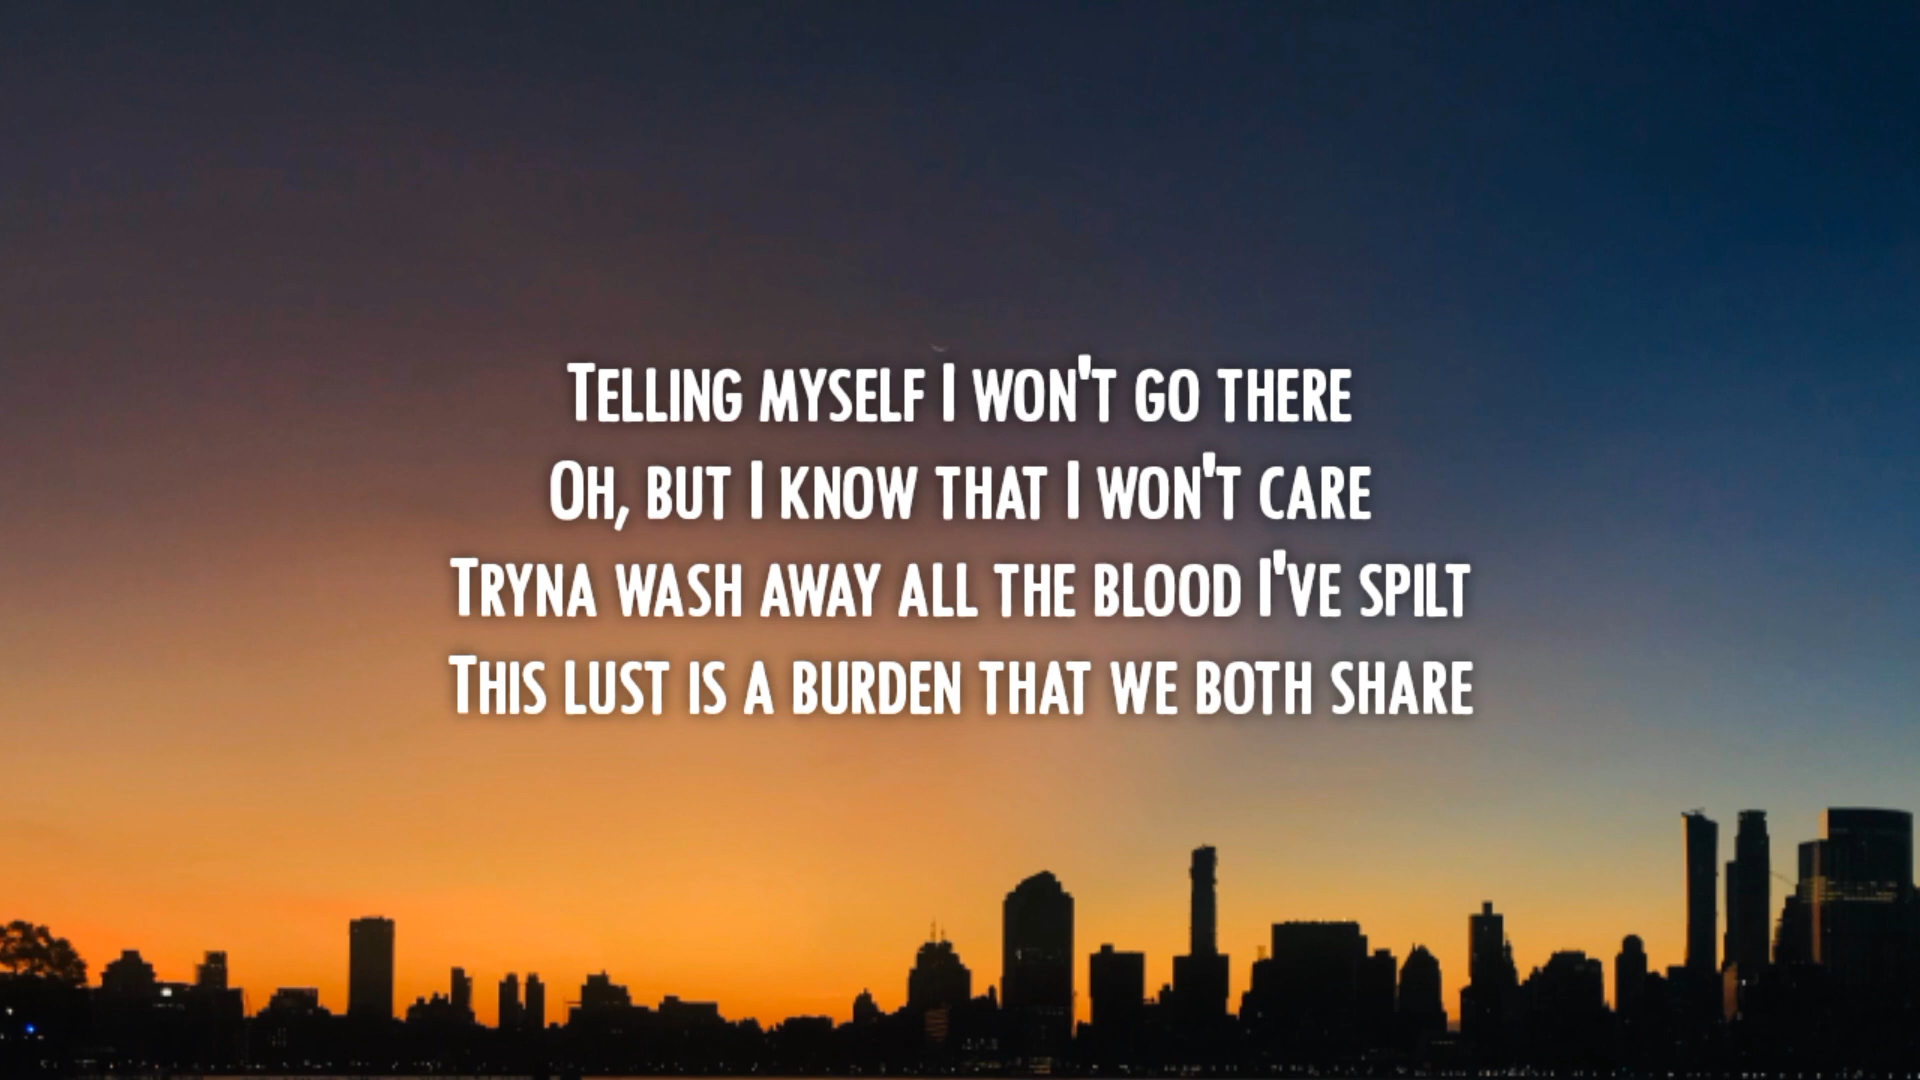 Telling myself I won't go there
Oh, but I know that I won't care
Tryna wash away all the blood I've spilt
This lust is a burden that we both share